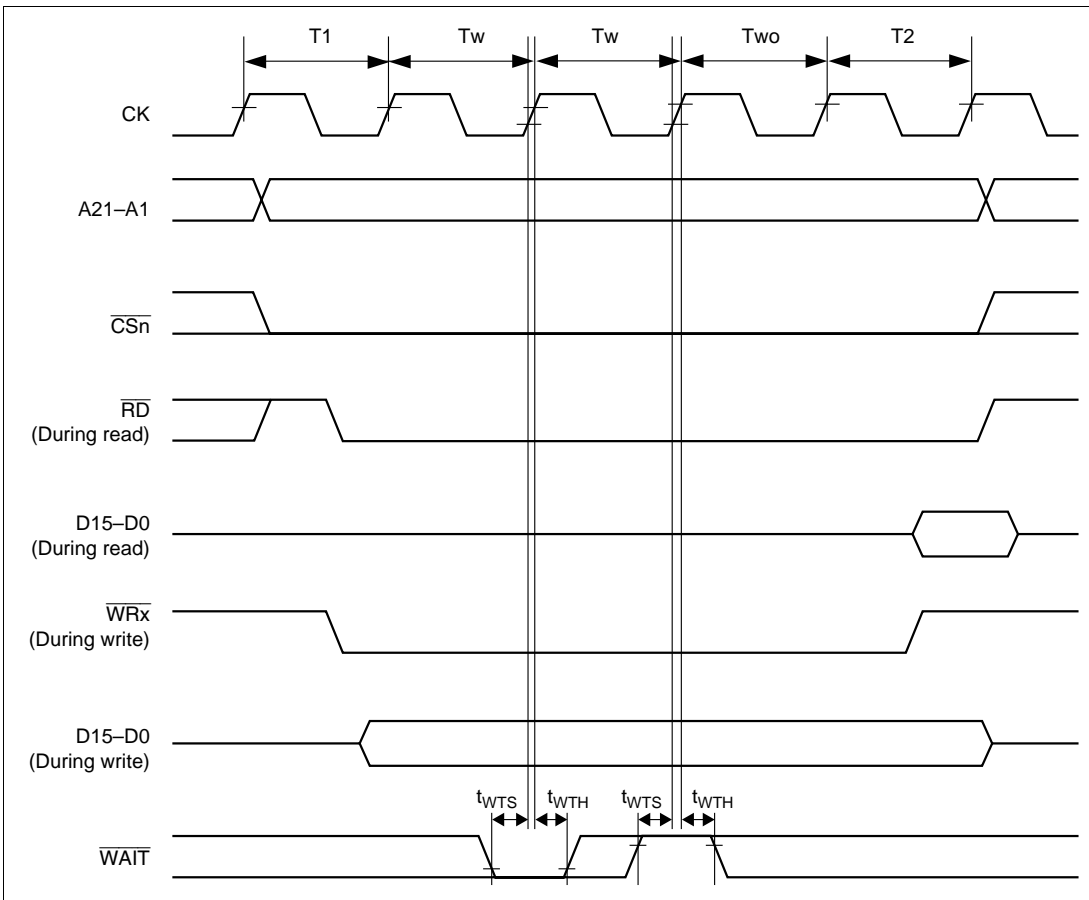 T1 Tw Tw Two T2
CK
A21–A1
CSn
RD
(During read)
D15–D0
(During read)
WRx
(During write)
D15–D0
(During write)
tWTS tWTH tWTS tWTH
WAIT